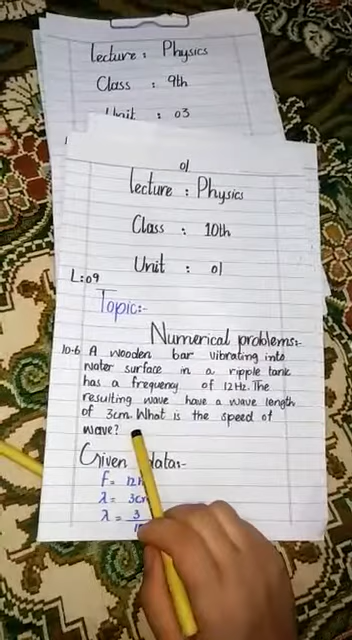 Lecture : Physics
Class : 9th
Unit : 03
01
Lecture : Physics
Class : 10th
Unit : 01
L:09
Topic:-
Numerical problems:-
10.6 A wooden bar vibrating into
water surface in a ripple tank
has a frequency of 12Hz. The
resulting wave have a wave length
of 3cm. What is the speed of
wave?
Given data:-
F= 12
λ = 3cm
λ = 3